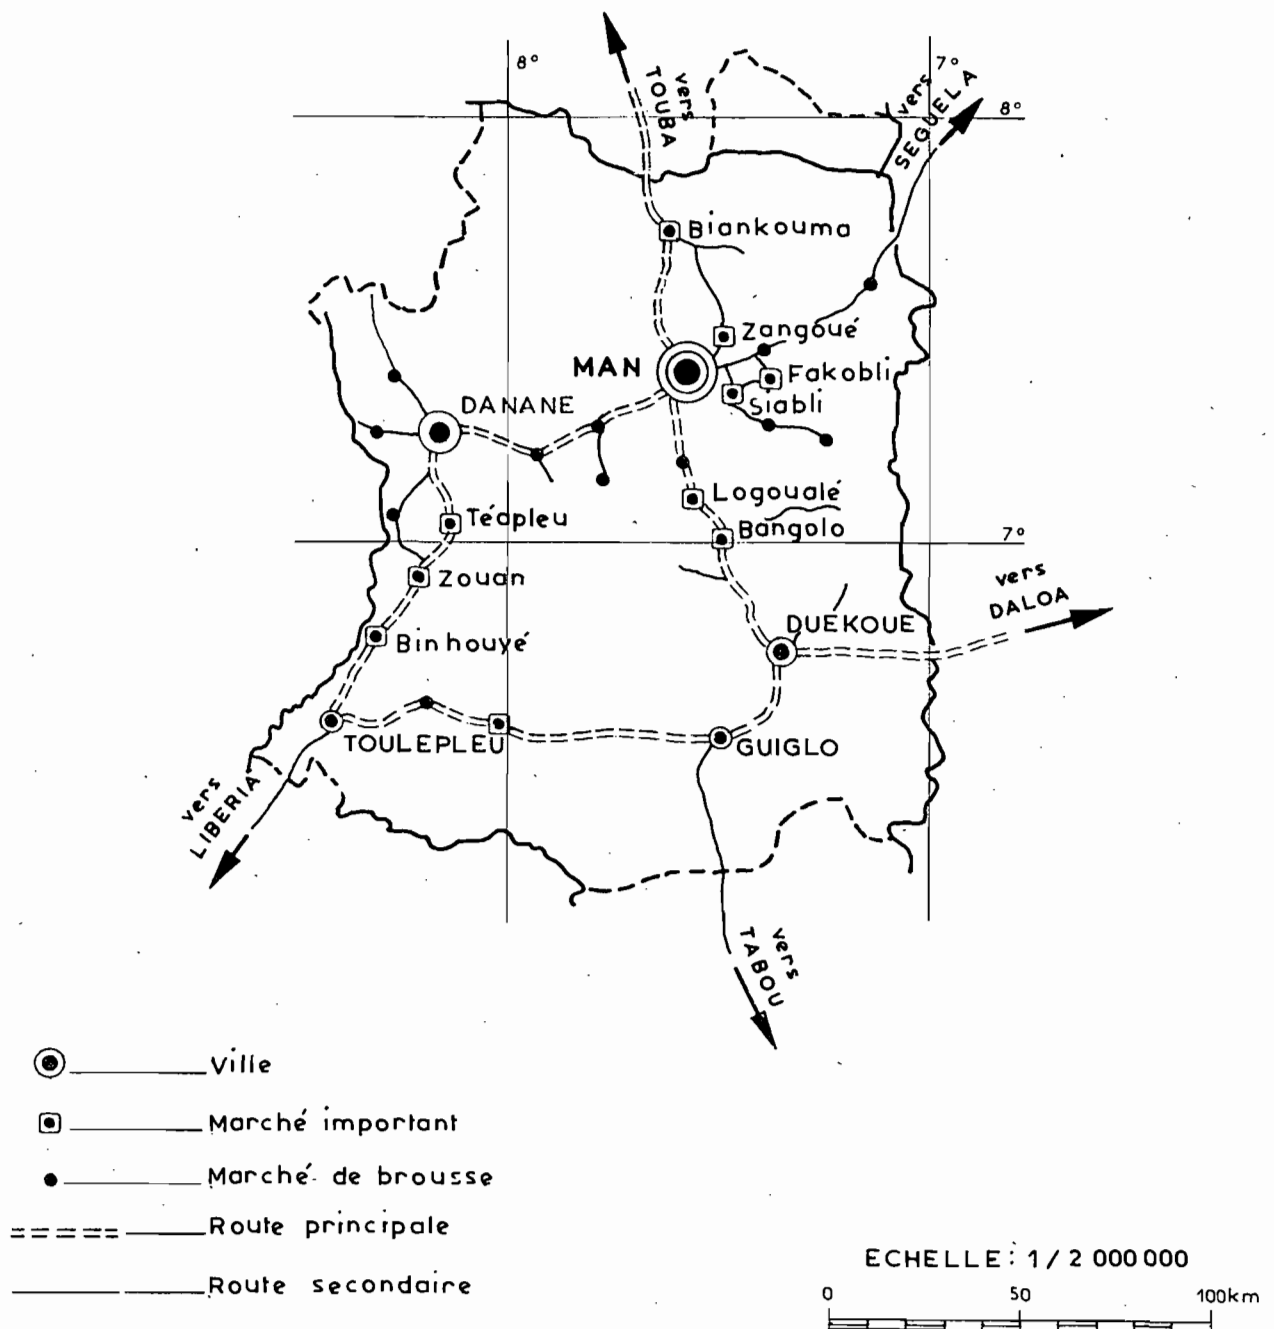 8°
7°
vers
TOUBA
vers
SEGUELA
8°
Biankouma
Zangoué
MAN
Fakobli
Siabli
DANANE
Logoualé
Téapleu
Bangolo
7°
Zouan
vers
DALOA
DUEKOUE
Binhouyé
TOULEPLEU
GUIGLO
vers
LIBERIA
vers
TABOU
Ville
Marché important
Marché de brousse
Route principale
Route secondaire
ECHELLE: 1/2 000 000
0 50 100km